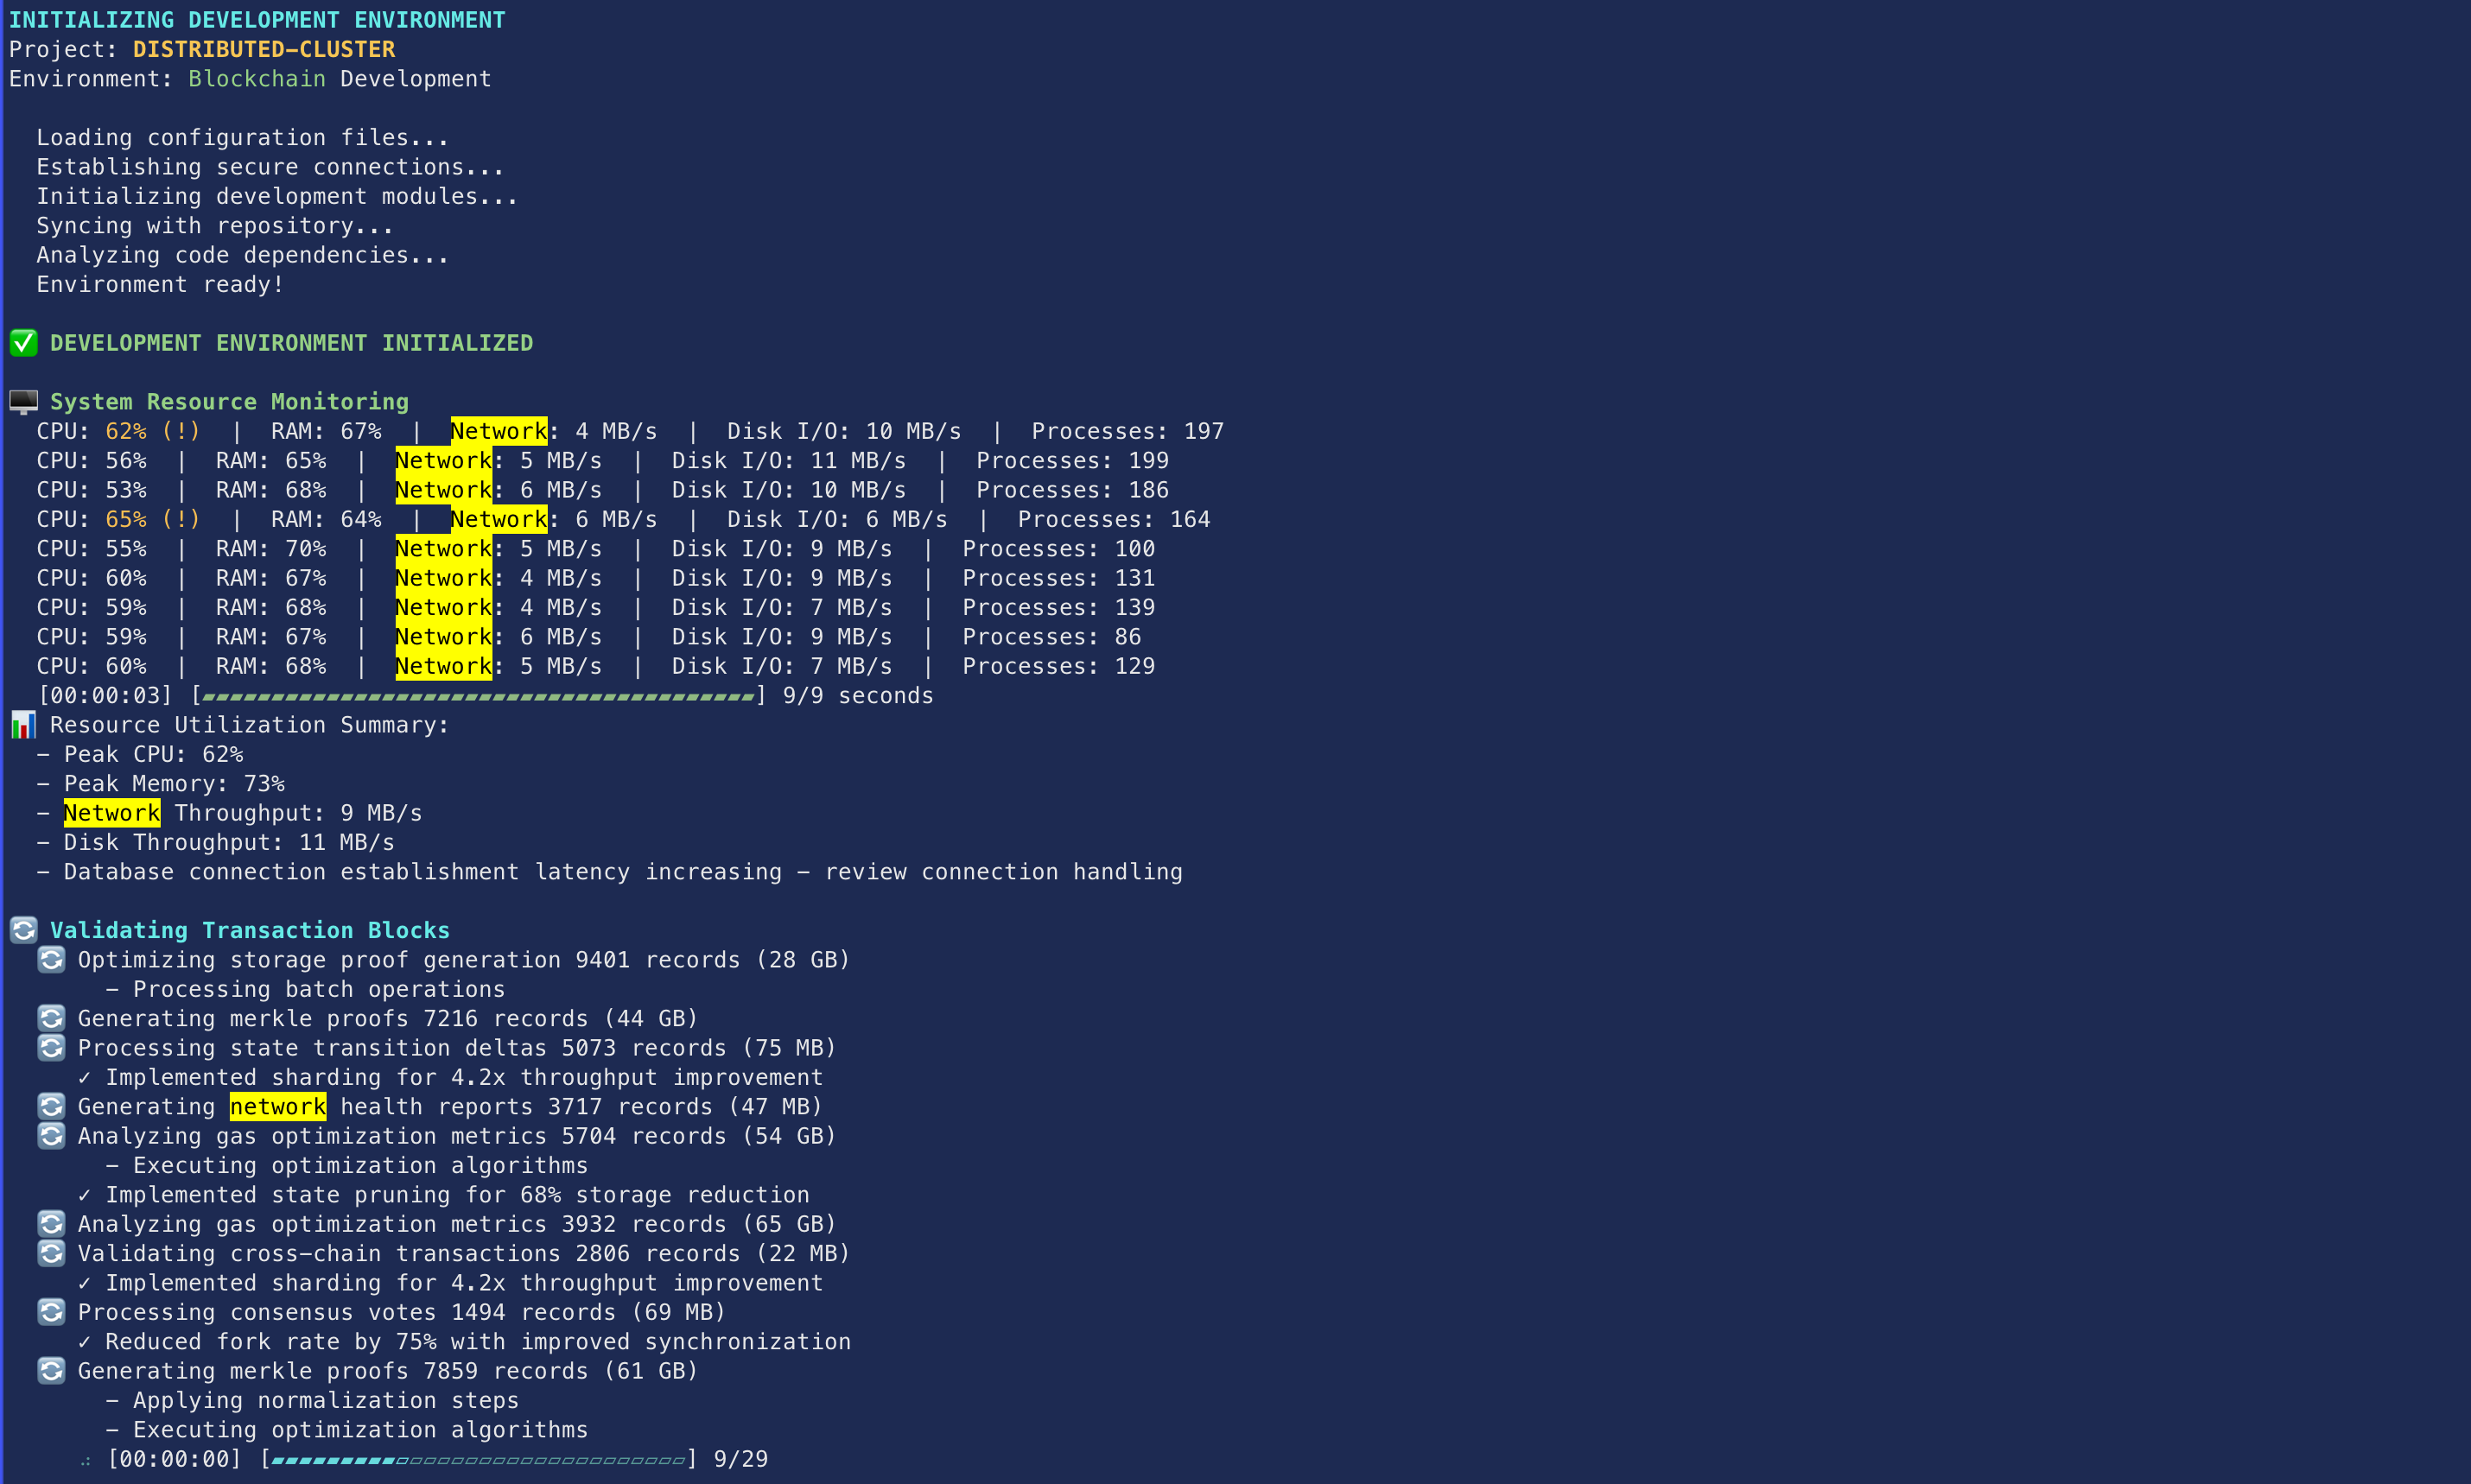 INITIALIZING DEVELOPMENT ENVIRONMENT
Project: DISTRIBUTED-CLUSTER
Environment: Blockchain Development
Loading configuration files...
Establishing secure connections...
Initializing development modules...
Syncing with repository...
Analyzing code dependencies...
Environment ready!
✅ DEVELOPMENT ENVIRONMENT INITIALIZED
🖥️ System Resource Monitoring
CPU: 62% (!)  |  RAM: 67%  |  Network: 4 MB/s  |  Disk I/O: 10 MB/s  |  Processes: 197
CPU: 56%  |  RAM: 65%  |  Network: 5 MB/s  |  Disk I/O: 11 MB/s  |  Processes: 199
CPU: 53%  |  RAM: 68%  |  Network: 6 MB/s  |  Disk I/O: 10 MB/s  |  Processes: 186
CPU: 65% (!)  |  RAM: 64%  |  Network: 6 MB/s  |  Disk I/O: 6 MB/s  |  Processes: 164
CPU: 55%  |  RAM: 70%  |  Network: 5 MB/s  |  Disk I/O: 9 MB/s  |  Processes: 100
CPU: 60%  |  RAM: 67%  |  Network: 4 MB/s  |  Disk I/O: 9 MB/s  |  Processes: 131
CPU: 59%  |  RAM: 68%  |  Network: 4 MB/s  |  Disk I/O: 7 MB/s  |  Processes: 139
CPU: 59%  |  RAM: 67%  |  Network: 6 MB/s  |  Disk I/O: 9 MB/s  |  Processes: 86
CPU: 60%  |  RAM: 68%  |  Network: 5 MB/s  |  Disk I/O: 7 MB/s  |  Processes: 129
[00:00:03] [▰▰▰▰▰▰▰▰▰▰▰▰▰▰▰▰▰▰▰▰▰▰▰▰▰▰▰▰▰▰▰▰▰▰▰▰▰▰▰▰] 9/9 seconds
📊 Resource Utilization Summary:
- Peak CPU: 62%
- Peak Memory: 73%
- Network Throughput: 9 MB/s
- Disk Throughput: 11 MB/s
- Database connection establishment latency increasing - review connection handling
🔄 Validating Transaction Blocks
🔄 Optimizing storage proof generation 9401 records (28 GB)
- Processing batch operations
🔄 Generating merkle proofs 7216 records (44 GB)
🔄 Processing state transition deltas 5073 records (75 MB)
✓ Implemented sharding for 4.2x throughput improvement
🔄 Generating network health reports 3717 records (47 MB)
🔄 Analyzing gas optimization metrics 5704 records (54 GB)
- Executing optimization algorithms
✓ Implemented state pruning for 68% storage reduction
🔄 Analyzing gas optimization metrics 3932 records (65 GB)
🔄 Validating cross-chain transactions 2806 records (22 MB)
✓ Implemented sharding for 4.2x throughput improvement
🔄 Processing consensus votes 1494 records (69 MB)
✓ Reduced fork rate by 75% with improved synchronization
🔄 Generating merkle proofs 7859 records (61 GB)
- Applying normalization steps
- Executing optimization algorithms
[00:00:00] [▰▰▰▰▰▰▰▰▰▱▱▱▱▱▱▱▱▱▱▱▱▱▱▱▱▱▱▱▱▱] 9/29